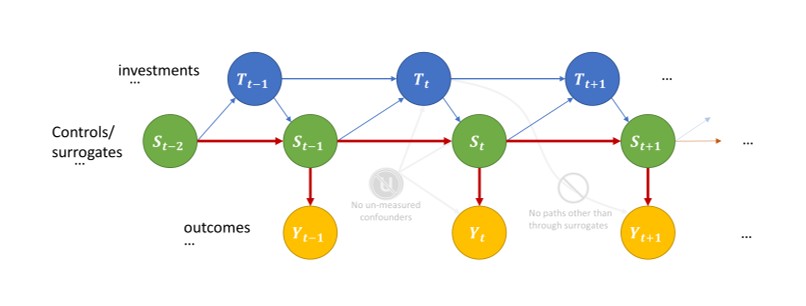 investments
...
T_{t-1}
T_t
T_{t+1}
...
Controls/
surrogates
...
S_{t-2}
S_{t-1}
S_t
S_{t+1}
...
u
No un-measured
confounders
No paths other than
through surrogates
outcomes
...
Y_{t-1}
Y_t
Y_{t+1}
...